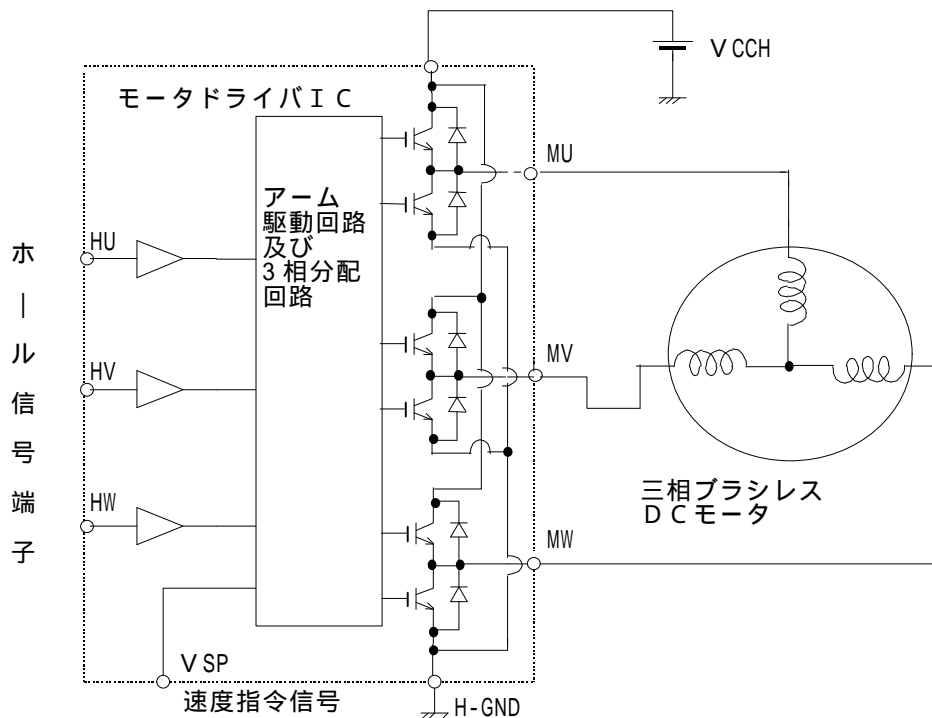 VCCH
モータドライバIC
MU
アーム
駆動回路
及び
3相分配
回路
HU
ホール信号端子
HV
MV
HW
三相ブラシレス
DCモータ
MW
VSP
速度指令信号
H-GND